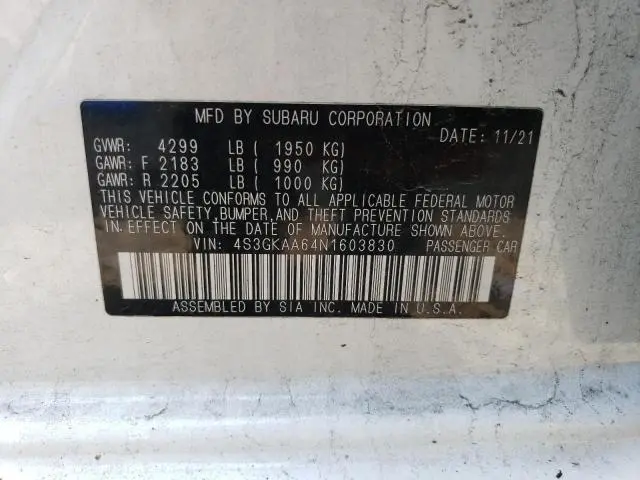 MFD BY SUBARU CORPORATION
DATE: 11/21
GVWR: 4299 LB ( 1950 KG)
GAWR: F 2183 LB ( 990 KG)
GAWR: R 2205 LB ( 1000 KG)
THIS VEHICLE CONFORMS TO ALL APPLICABLE FEDERAL MOTOR
VEHICLE SAFETY,BUMPER,AND THEFT PREVENTION STANDARDS
IN EFFECT ON THE DATE OF MANUFACTURE SHOWN ABOVE.
VIN: 4S3GKAA64N1603830 PASSENGER CAR
ASSEMBLED BY SIA INC. MADE IN U.S.A.